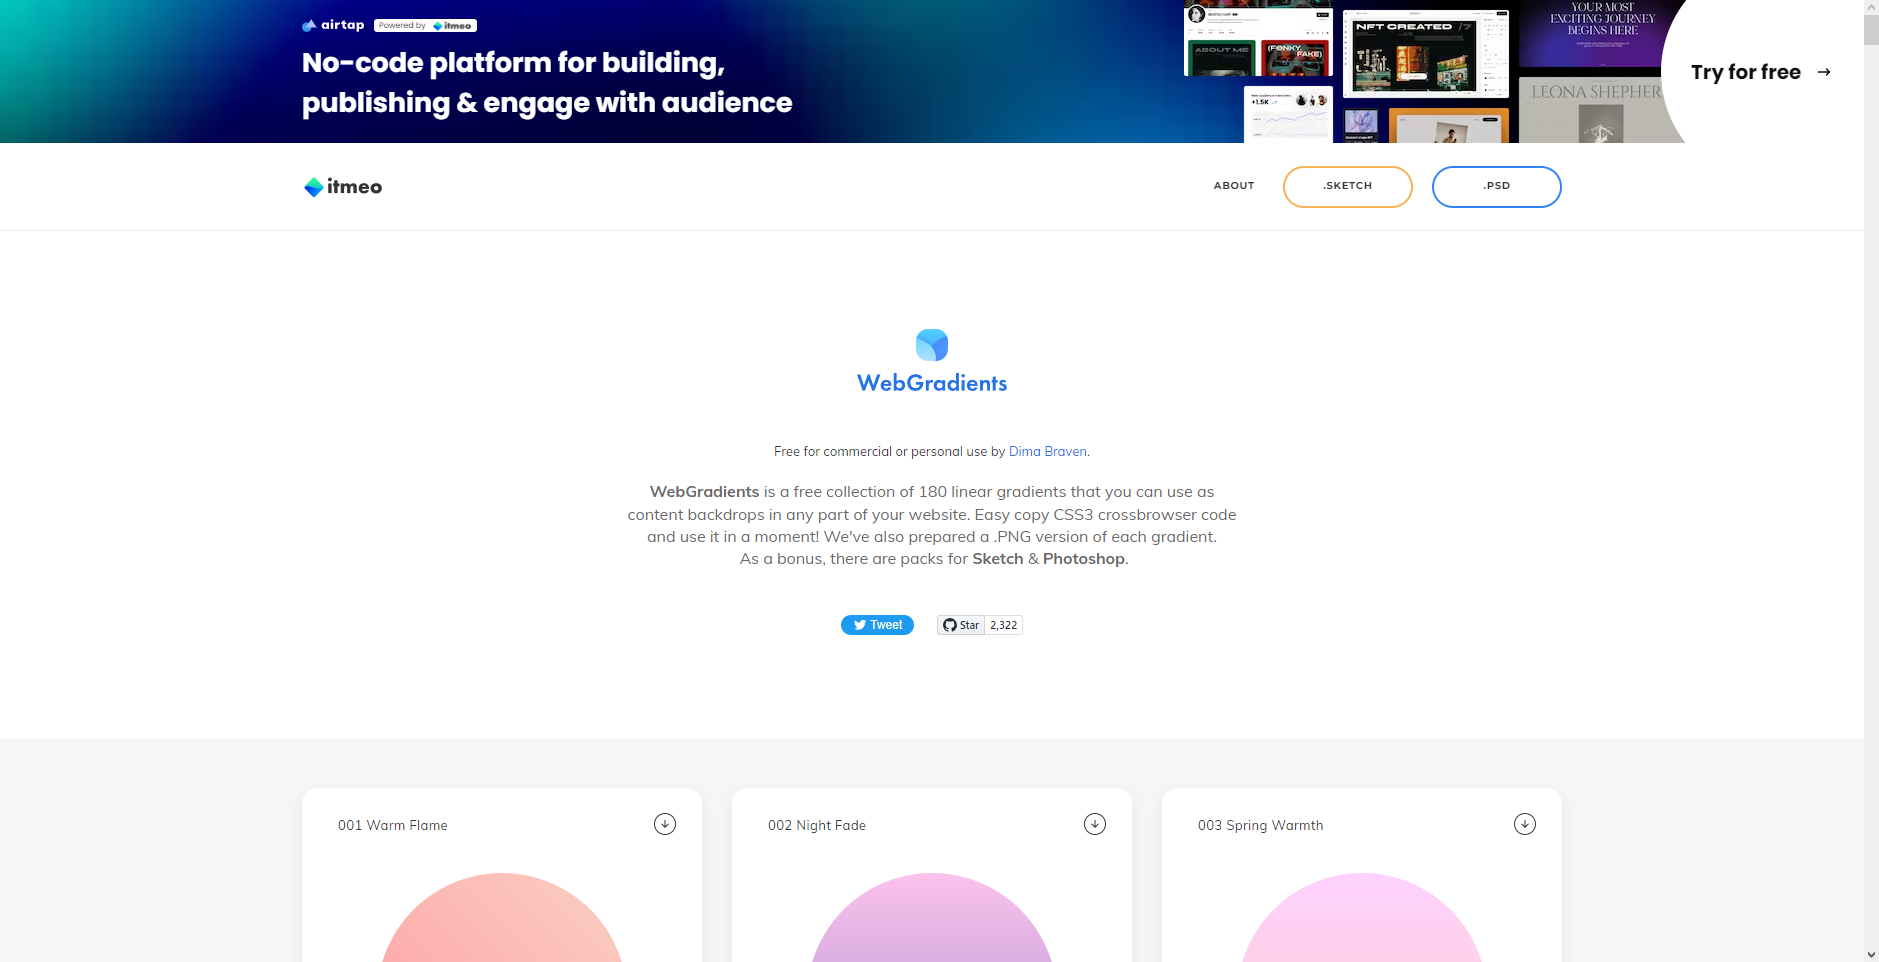 airtap Powered by itmeo
No-code platform for building,
publishing & engage with audience
ABOUT ME
(FONKY, FAKE)
+1.5K
NFT CREATED /7
YOUR MOST
EXCITING JOURNEY
BEGINS HERE
LEONA SHEPHER
Try for free →
itmeo
ABOUT
.SKETCH
.PSD
WebGradients
Free for commercial or personal use by Dima Braven.
WebGradients is a free collection of 180 linear gradients that you can use as
content backdrops in any part of your website. Easy copy CSS3 crossbrowser code
and use it in a moment! We've also prepared a .PNG version of each gradient.
As a bonus, there are packs for Sketch & Photoshop.
Tweet
Star 2,322
001 Warm Flame
002 Night Fade
003 Spring Warmth